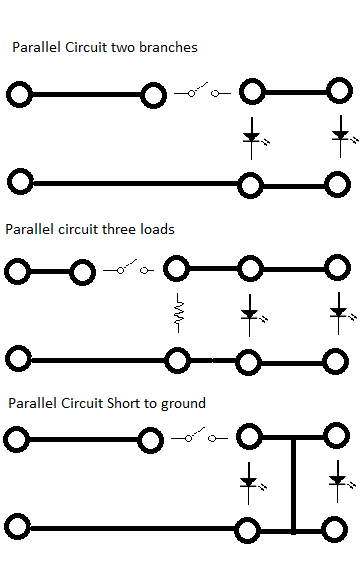 Parallel Circuit two branches
Parallel circuit three loads
Parallel Circuit Short to ground